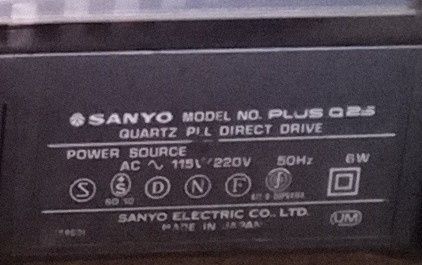 SANYO MODEL NO. PLUS Q25
QUARTZ PLL DIRECT DRIVE
POWER SOURCE
AC ∿ 115V 220V 50Hz 6W
S S D N F
SANYO ELECTRIC CO., LTD. UM
MADE IN JAPAN